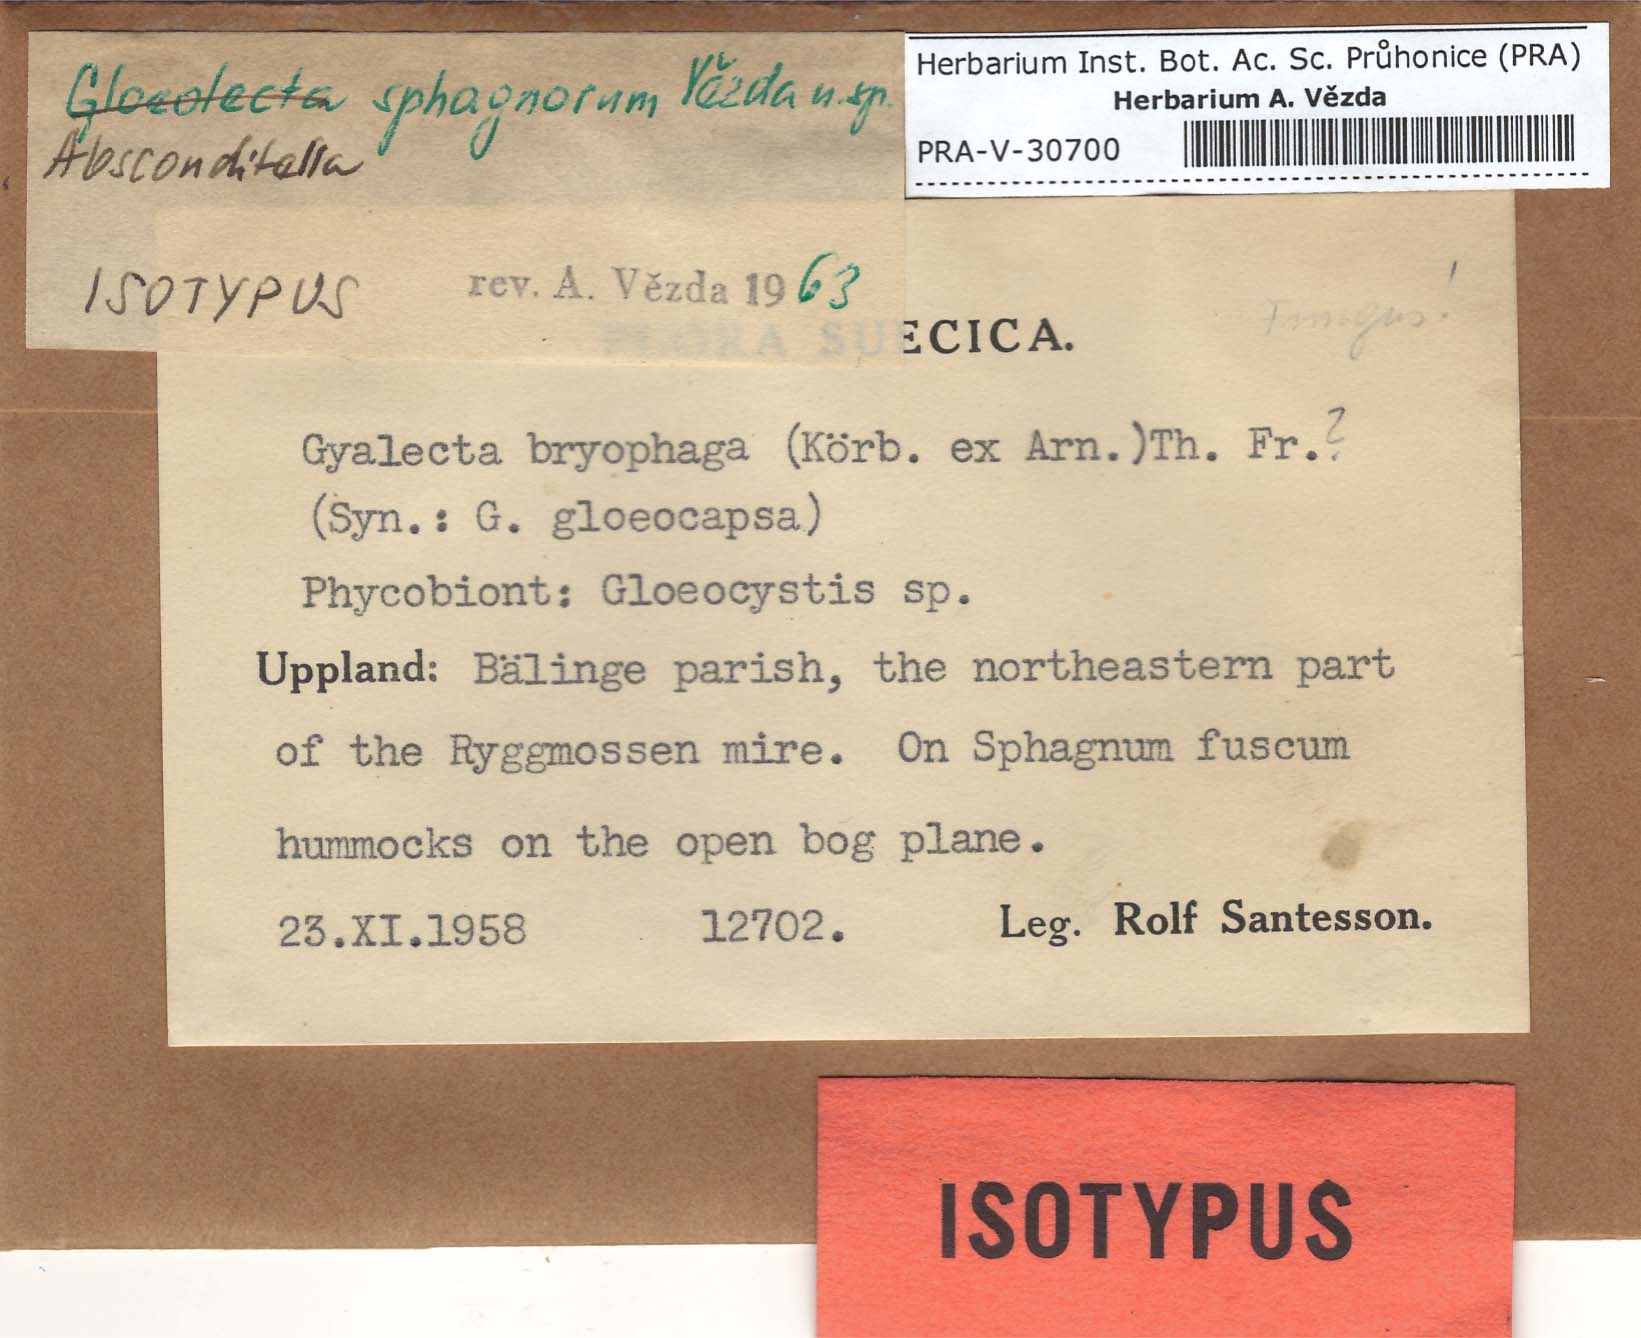 Gloeolecta sphagnorum Vězda n. sp.
Absconditella
ISOTYPUS
rev. A. Vězda 1963
Herbarium Inst. Bot. Ac. Sc. Průhonice (PRA)
Herbarium A. Vězda
PRA-V-30700
FLORA SUECICA.
Gyalecta bryophaga (Körb. ex Arn.)Th. Fr.?
(Syn.: G. gloeocapsa)
Phycobiont: Gloeocystis sp.
Uppland: Bälinge parish, the northeastern part
of the Ryggmossen mire. On Sphagnum fuscum
hummocks on the open bog plane.
23.XI.1958 12702. Leg. Rolf Santesson.
ISOTYPUS